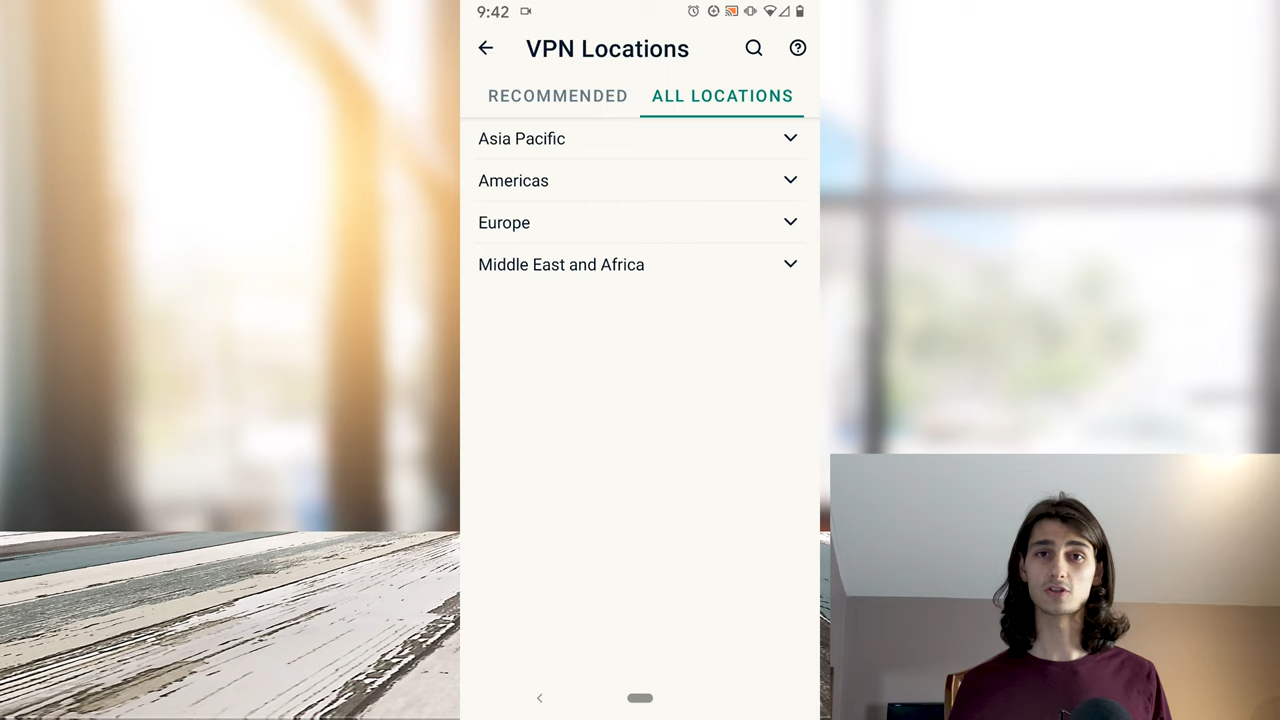 9:42
VPN Locations
RECOMMENDED
ALL LOCATIONS
Asia Pacific
Americas
Europe
Middle East and Africa